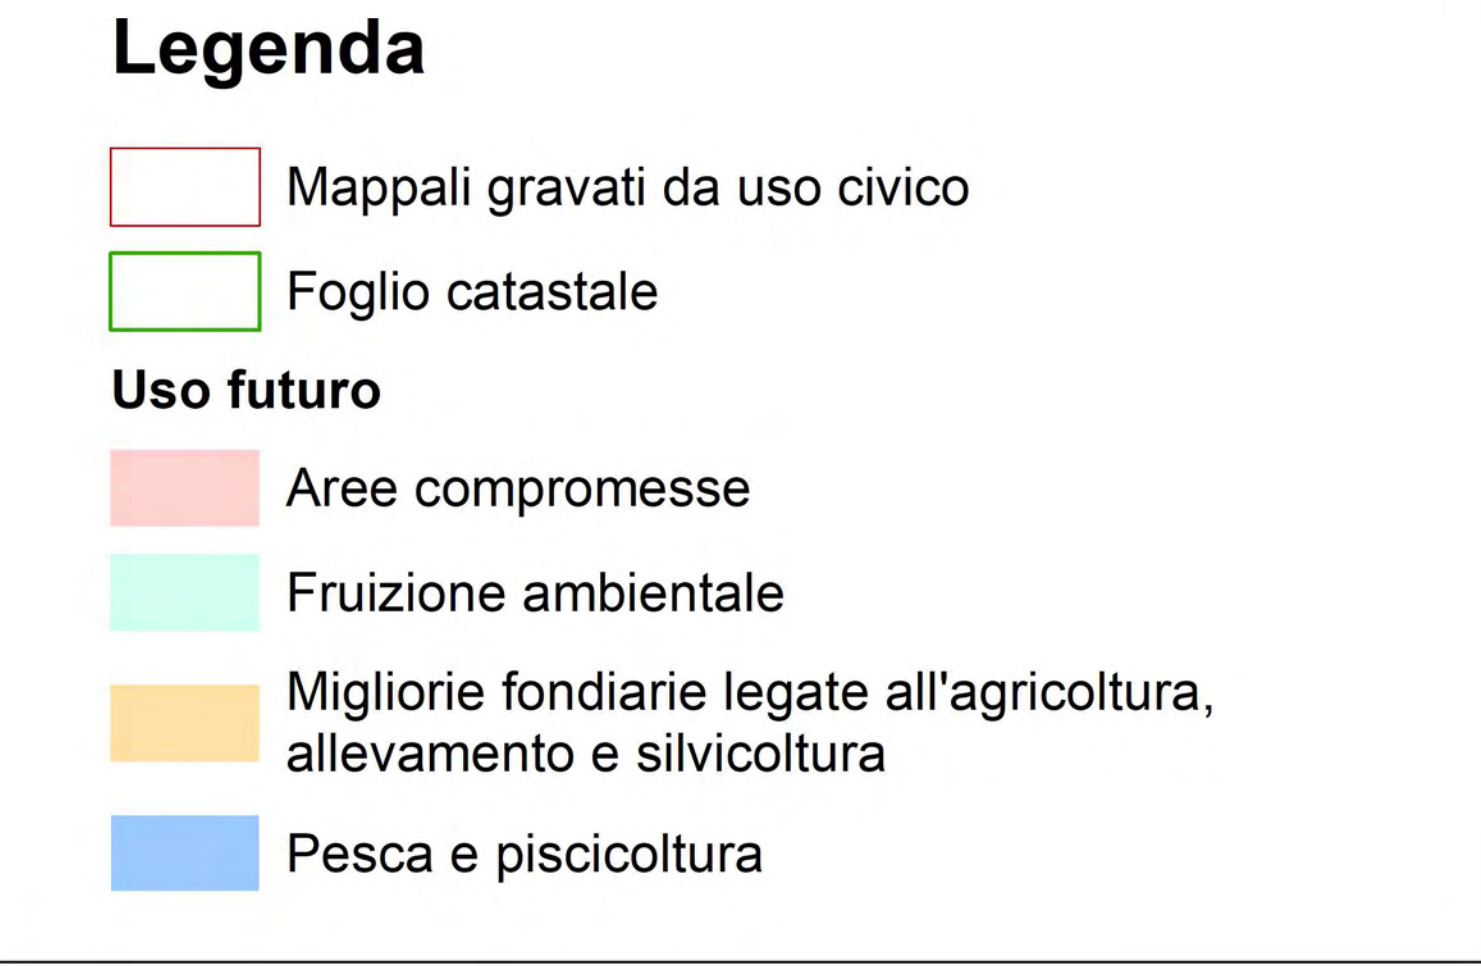 Legenda
Mappali gravati da uso civico
Foglio catastale
Uso futuro
Aree compromesse
Fruizione ambientale
Migliorie fondiarie legate all'agricoltura,
allevamento e silvicoltura
Pesca e piscicoltura